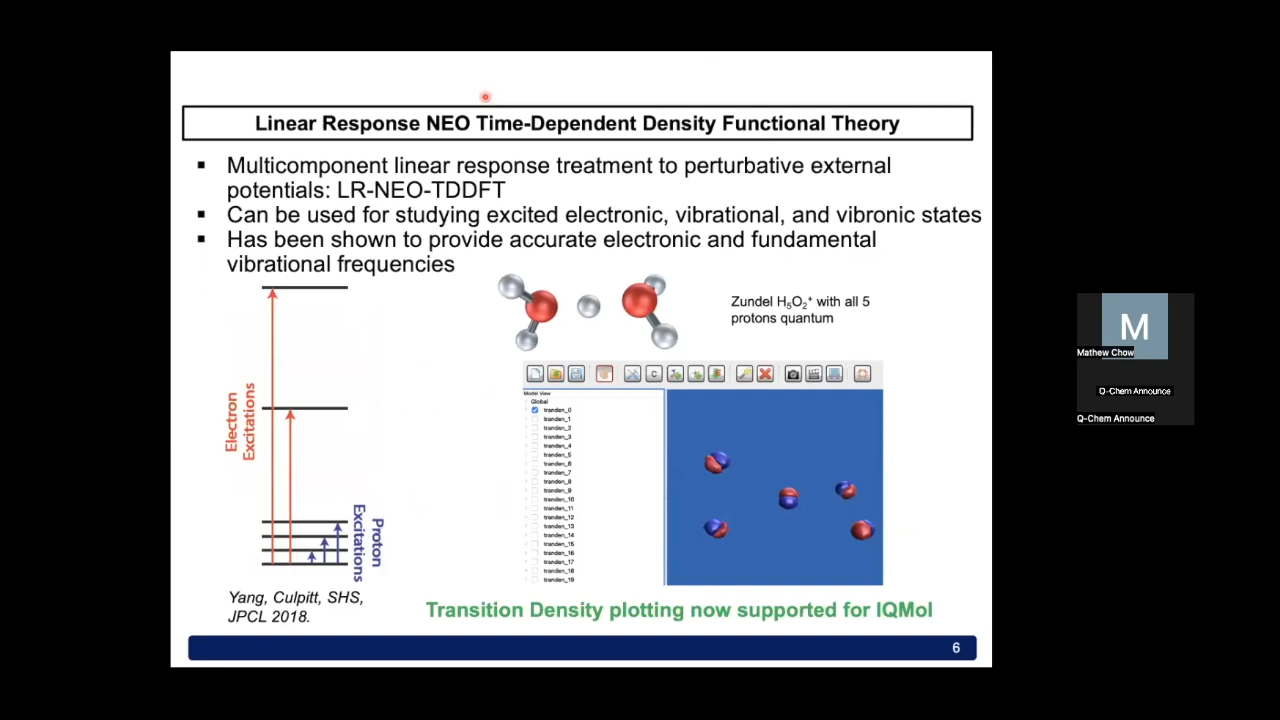 Linear Response NEO Time-Dependent Density Functional Theory
▪ Multicomponent linear response treatment to perturbative external
potentials: LR-NEO-TDDFT
▪ Can be used for studying excited electronic, vibrational, and vibronic states
▪ Has been shown to provide accurate electronic and fundamental
vibrational frequencies
Zundel H₅O₂⁺ with all 5
protons quantum
Electron
Excitations
Proton
Excitations
C
Model view
Global
tranden_0
tranden_1
tranden_2
tranden_3
tranden_4
tranden_5
tranden_6
tranden_7
tranden_8
tranden_9
tranden_10
tranden_11
tranden_12
tranden_13
tranden_14
tranden_15
tranden_16
tranden_17
tranden_18
tranden_19
Yang, Culpitt, SHS,
JPCL 2018.
Transition Density plotting now supported for IQMol
6
M
Mathew Chow
Q-Chem Announce
Q-Chem Announce